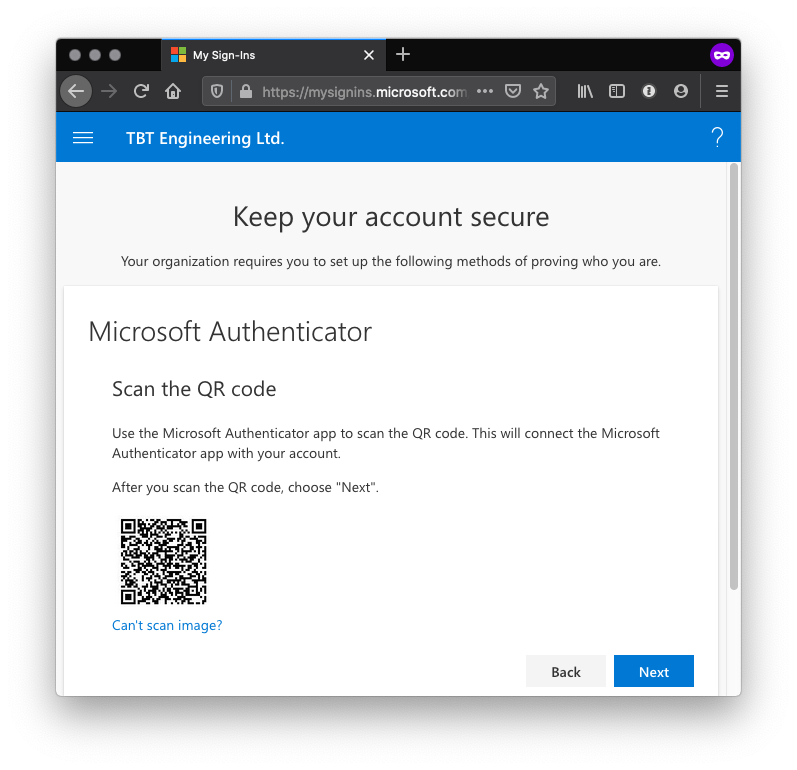 My Sign-Ins
https://mysignins.microsoft.com
TBT Engineering Ltd.
?
Keep your account secure
Your organization requires you to set up the following methods of proving who you are.
Microsoft Authenticator
Scan the QR code
Use the Microsoft Authenticator app to scan the QR code. This will connect the Microsoft
Authenticator app with your account.
After you scan the QR code, choose "Next".
Can't scan image?
Back
Next